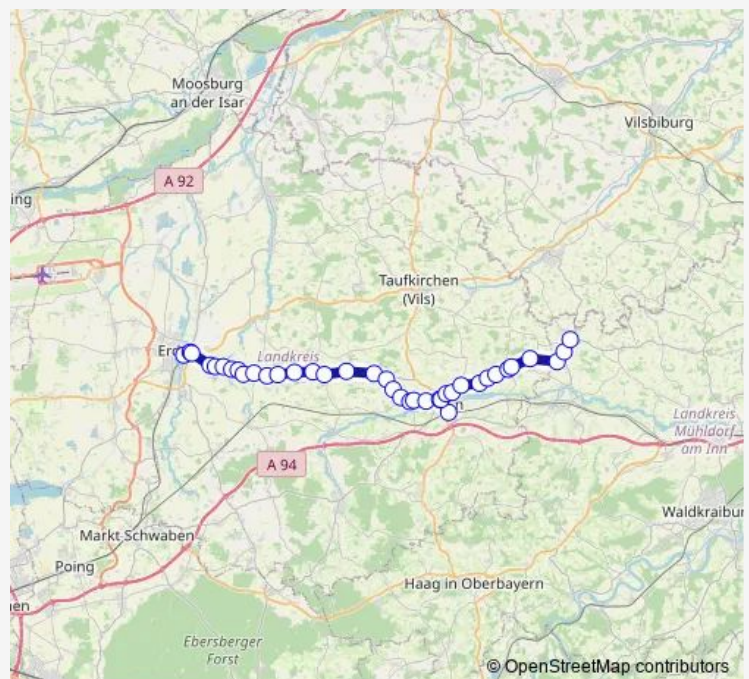 Moosburg
an der Isar
Vilsbiburg
A 92
ing
Taufkirchen
(Vils)
Landkreis
Landkreis
Mühldorf
am Inn
A 94
Waldkraibur
Markt Schwaben
Poing
Haag in Oberbayern
Ebersberger
Forst
© OpenStreetMap contributors